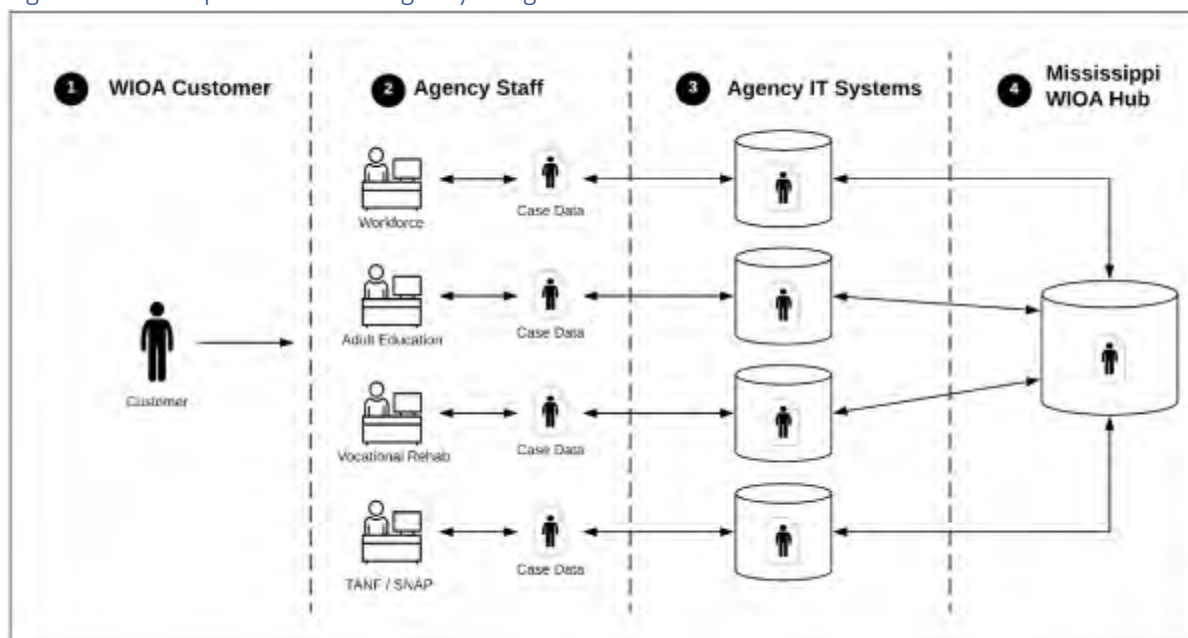 1 WIOA Customer
2 Agency Staff
3 Agency IT Systems
4 Mississippi
WIOA Hub
Workforce
Case Data
Adult Education
Case Data
Customer
Vocational Rehab
Case Data
TANF / SNAP
Case Data